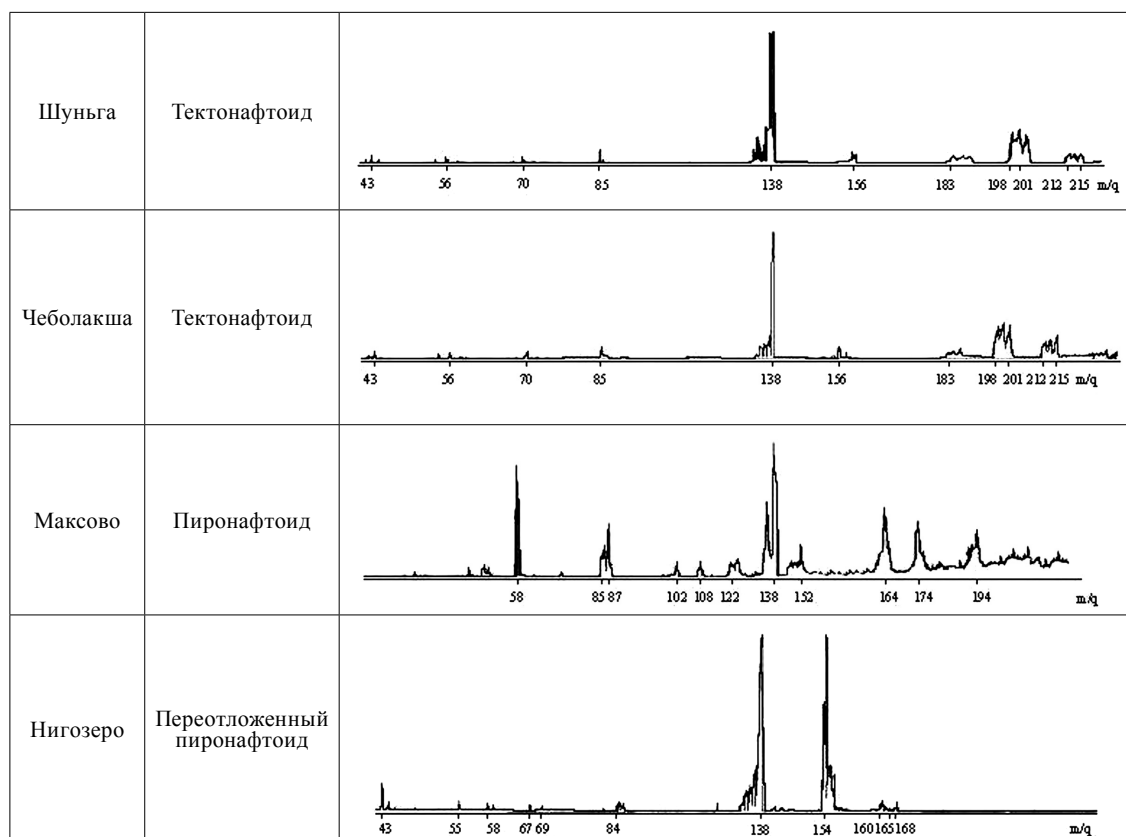 Шуньга
Тектонафтоид
43 56 70 85 138 156 183 198 201 212 215 m/q
Чеболакша
Тектонафтоид
43 56 70 85 138 156 183 198 201 212 215 m/q
Максово
Пиронафтоид
58 85 87 102 108 122 138 152 164 174 194 m/q
Нигозеро
Переотложенный
пиронафтоид
43 55 58 67 69 84 138 154 160 165 168 m/q